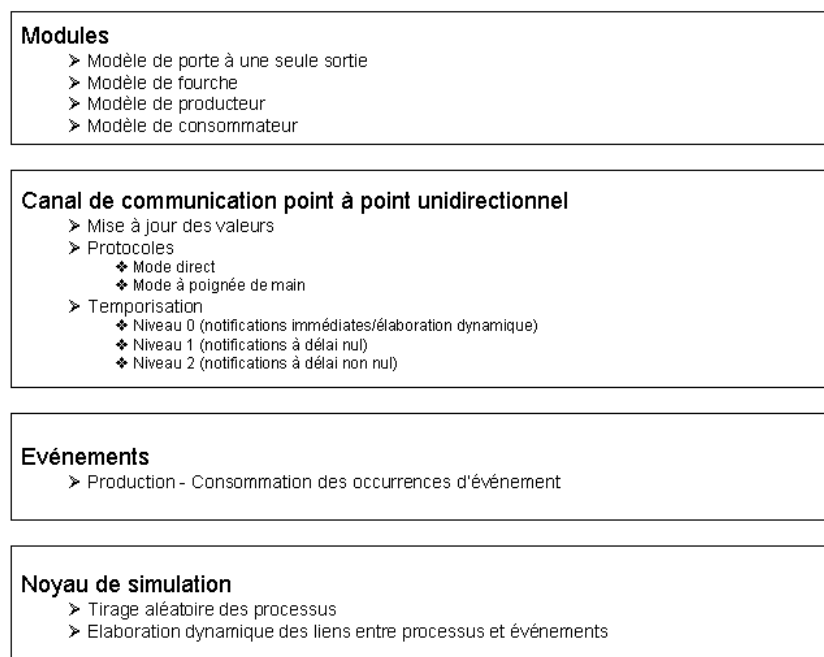 Modules
➢ Modèle de porte à une seule sortie
➢ Modèle de fourche
➢ Modèle de producteur
➢ Modèle de consommateur
Canal de communication point à point unidirectionnel
➢ Mise à jour des valeurs
➢ Protocoles
❖ Mode direct
❖ Mode à poignée de main
➢ Temporisation
❖ Niveau 0 (notifications immédiates/élaboration dynamique)
❖ Niveau 1 (notifications à délai nul)
❖ Niveau 2 (notifications à délai non nul)
Evénements
➢ Production - Consommation des occurrences d'événement
Noyau de simulation
➢ Tirage aléatoire des processus
➢ Elaboration dynamique des liens entre processus et événements